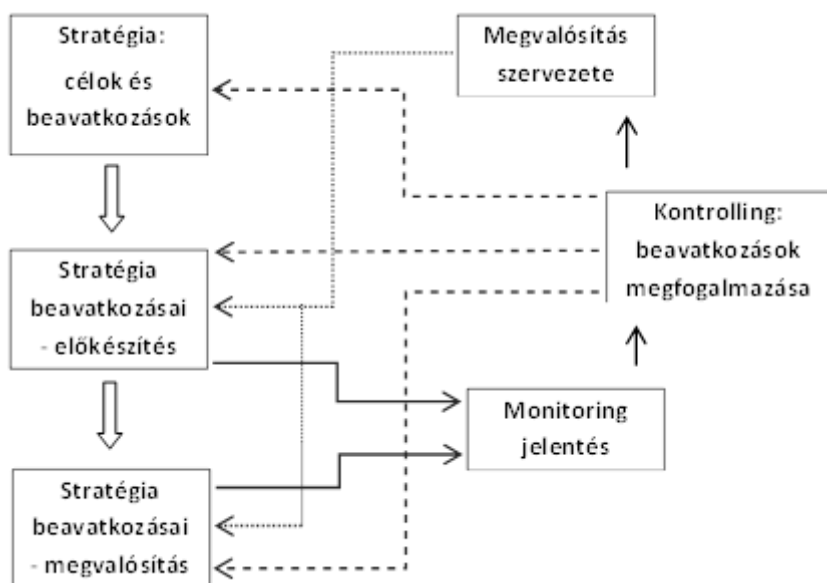 Stratégia:
célok és
beavatkozások
Megvalósítás
szervezete
Kontrolling:
beavatkozások
megfogalmazása
Stratégia
beavatkozásai
- előkészítés
Monitoring
jelentés
Stratégia
beavatkozásai
- megvalósítás